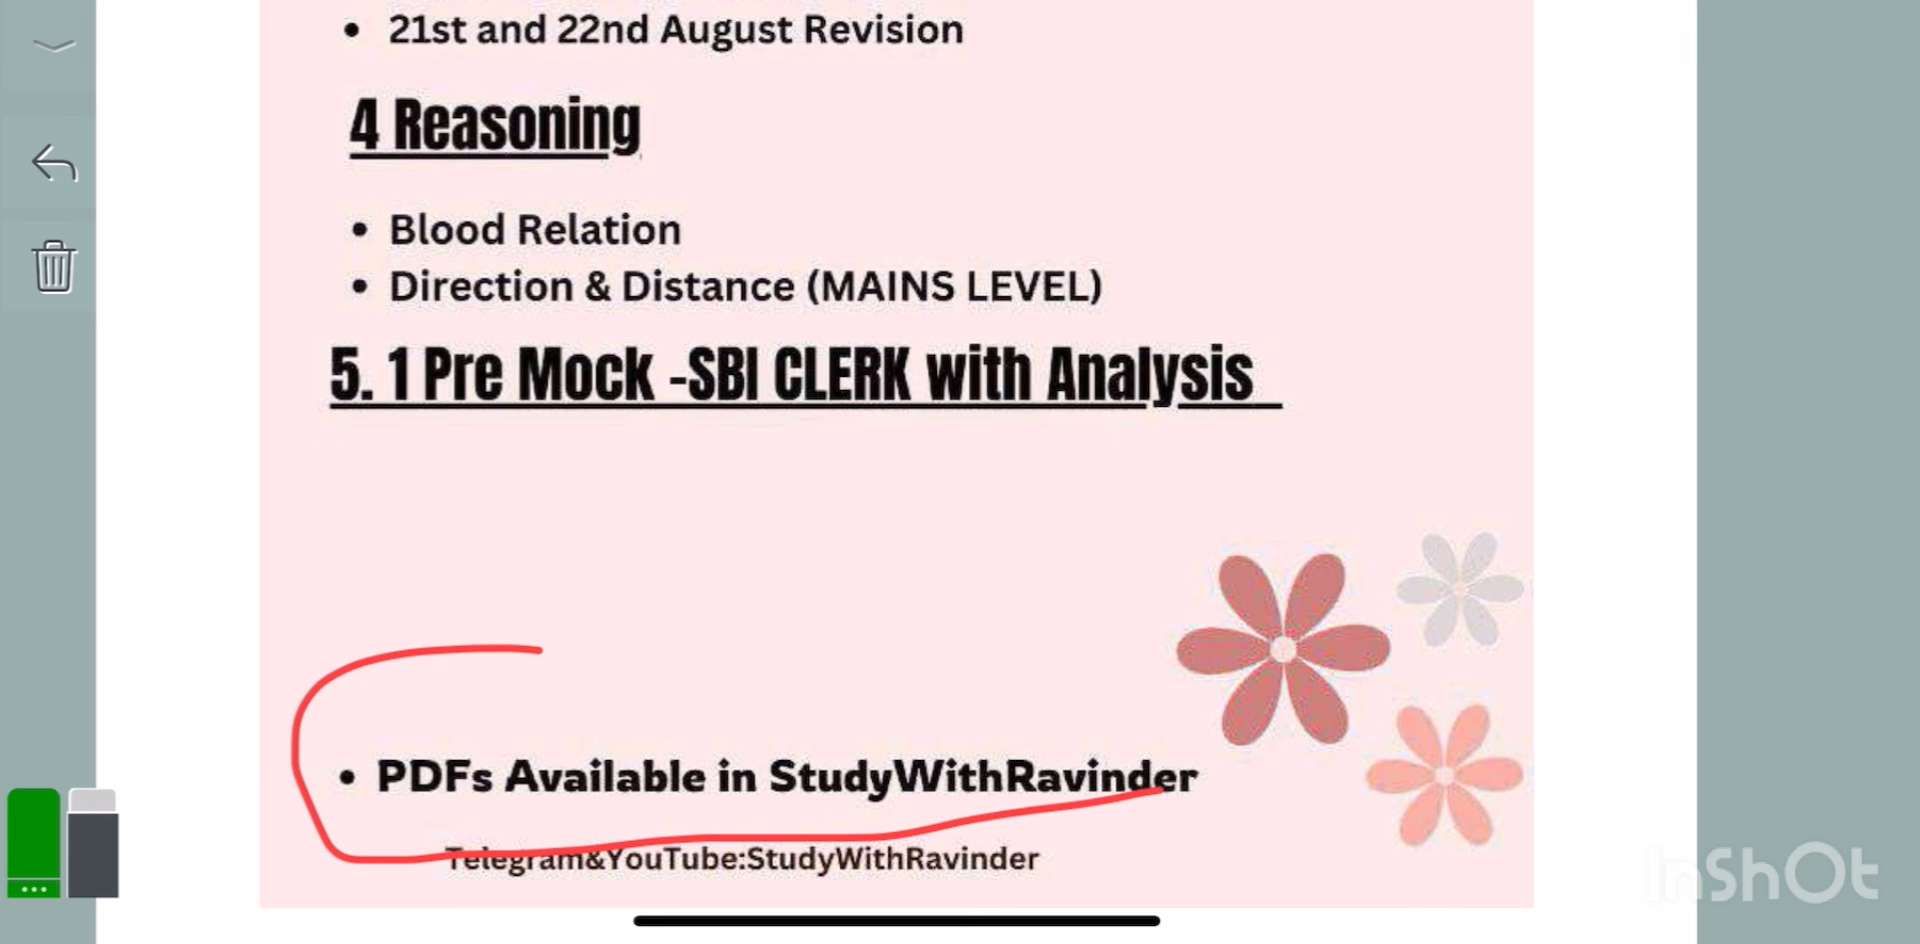 • 21st and 22nd August Revision
4 Reasoning
• Blood Relation
• Direction & Distance (MAINS LEVEL)
5. 1 Pre Mock -SBI CLERK with Analysis
• PDFs Available in StudyWithRavinder
Telegram&YouTube:StudyWithRavinder
InShOt